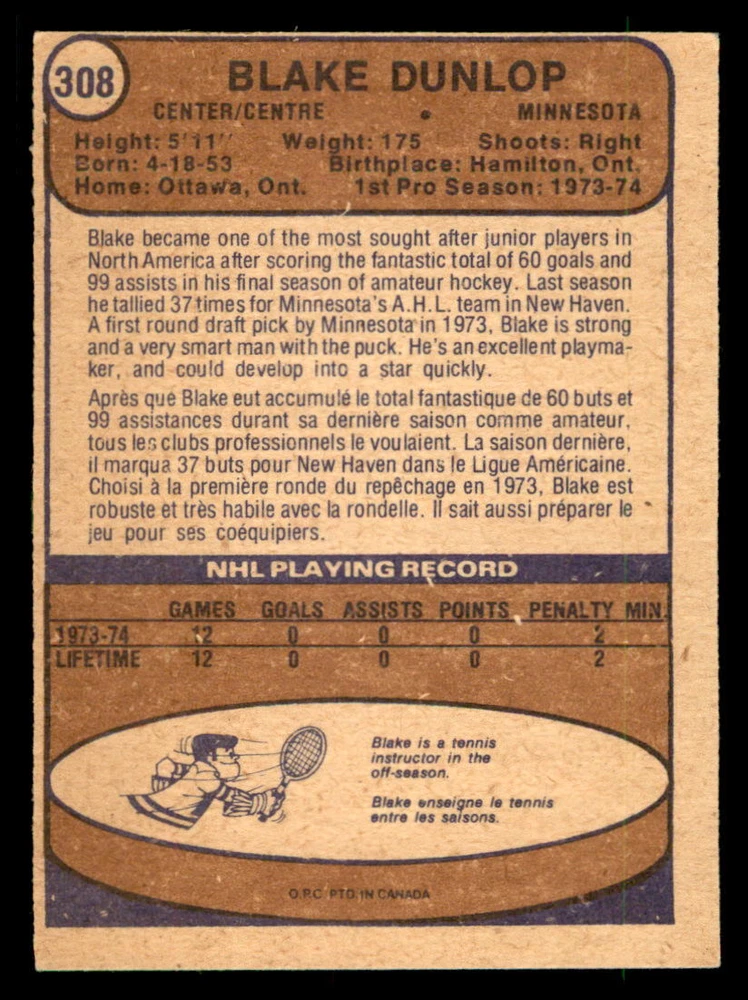 308
BLAKE DUNLOP
CENTER/CENTRE • MINNESOTA
Height: 5'11" Weight: 175 Shoots: Right
Born: 4-18-53 Birthplace: Hamilton, Ont.
Home: Ottawa, Ont. 1st Pro Season: 1973-74
Blake became one of the most sought after junior players in
North America after scoring the fantastic total of 60 goals and
99 assists in his final season of amateur hockey. Last season
he tallied 37 times for Minnesota's A.H.L. team in New Haven.
A first round draft pick by Minnesota in 1973, Blake is strong
and a very smart man with the puck. He's an excellent playma-
ker, and could develop into a star quickly.
Après que Blake eut accumulé le total fantastique de 60 buts et
99 assistances durant sa dernière saison comme amateur,
tous les clubs professionnels le voulaient. La saison dernière,
il marqua 37 buts pour New Haven dans le Ligue Américaine.
Choisi à la première ronde du repêchage en 1973, Blake est
robuste et très habile avec la rondelle. Il sait aussi préparer le
jeu pour ses coéquipiers.
NHL PLAYING RECORD
GAMES GOALS ASSISTS POINTS PENALTY MIN.
1973-74 12 0 0 0 2
LIFETIME 12 0 0 0 2
Blake is a tennis
instructor in the
off-season.
Blake enseigne le tennis
entre les saisons.
O.P.C. PTD. IN CANADA